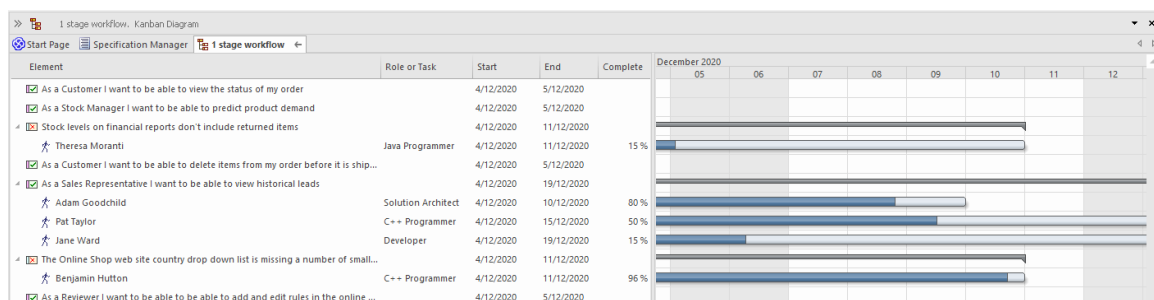 1 stage workflow. Kanban Diagram
Start Page Specification Manager 1 stage workflow
Element Role or Task Start End Complete December 2020
05 06 07 08 09 10 11 12
As a Customer I want to be able to view the status of my order 4/12/2020 5/12/2020
As a Stock Manager I want to be able to predict product demand 4/12/2020 5/12/2020
Stock levels on financial reports don't include returned items 4/12/2020 11/12/2020
Theresa Moranti Java Programmer 4/12/2020 11/12/2020 15 %
As a Customer I want to be able to delete items from my order before it is ship... 4/12/2020 5/12/2020
As a Sales Representative I want to be able to view historical leads 4/12/2020 19/12/2020
Adam Goodchild Solution Architect 4/12/2020 10/12/2020 80 %
Pat Taylor C++ Programmer 4/12/2020 15/12/2020 50 %
Jane Ward Developer 4/12/2020 19/12/2020 15 %
The Online Shop web site country drop down list is missing a number of small... 4/12/2020 11/12/2020
Benjamin Hutton C++ Programmer 4/12/2020 11/12/2020 96 %
As a Reviewer I want to be able to be able to add and edit rules in the online ... 4/12/2020 5/12/2020